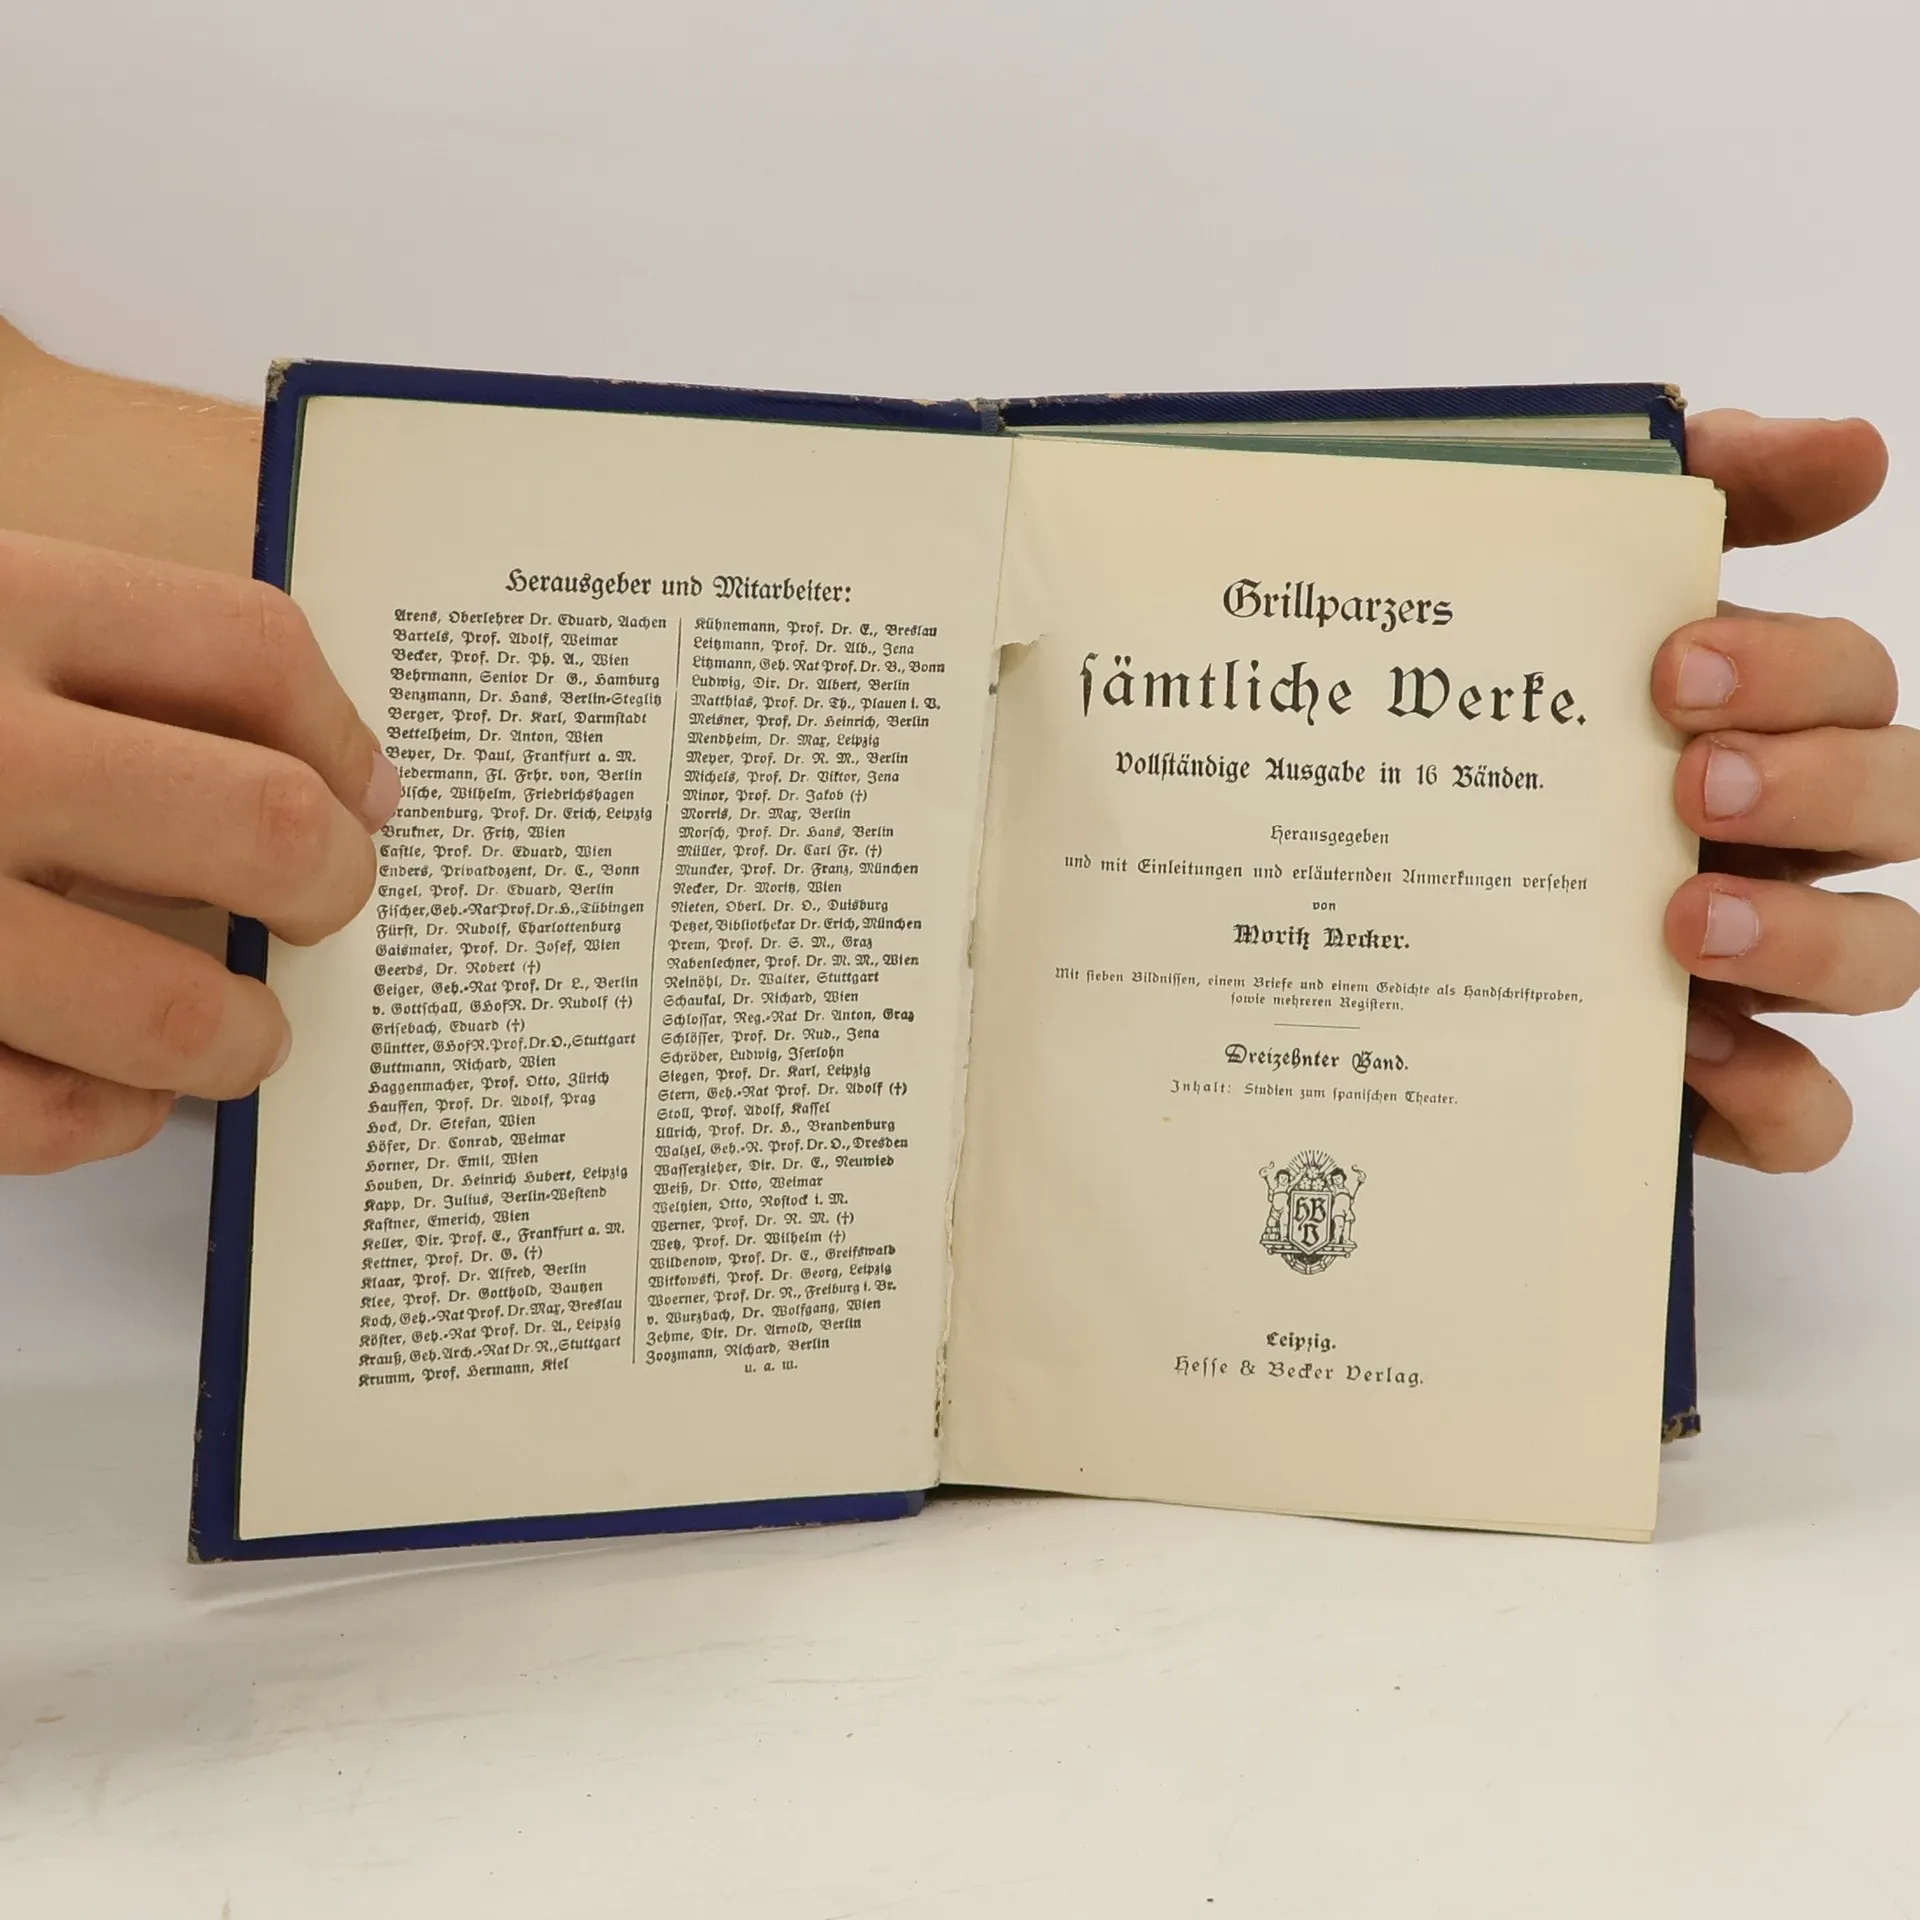 Herausgeber und Mitarbeiter:
Arens, Oberlehrer Dr. Eduard, Aachen
Bartels, Prof. Adolf, Weimar
Becker, Prof. Dr. Ph. A., Wien
Behrmann, Senior Dr G., Hamburg
Benzmann, Dr. Hans, Berlin-Steglitz
Berger, Prof. Dr. Karl, Darmstadt
Bettelheim, Dr. Anton, Wien
Beyer, Dr. Paul, Frankfurt a. M.
iedermann, Fl. Frhr. von, Berlin
ölsche, Wilhelm, Friedrichshagen
randenburg, Prof. Dr. Erich, Leipzig
Brukner, Dr. Fritz, Wien
Castle, Prof. Dr. Eduard, Wien
Enders, Privatdozent, Dr. C., Bonn
Engel, Prof. Dr. Eduard, Berlin
Fischer, Geh.-Rat Prof. Dr. H., Tübingen
Fürst, Dr. Rudolf, Charlottenburg
Gaismaier, Prof. Dr. Josef, Wien
Geerds, Dr. Robert (†)
Geiger, Geh.-Rat Prof. Dr L., Berlin
v. Gottschall, GHofR. Dr. Rudolf (†)
Grisebach, Eduard (†)
Güntter, GHofR. Prof. Dr. O., Stuttgart
Guttmann, Richard, Wien
Haggenmacher, Prof. Otto, Zürich
Hauffen, Prof. Dr. Adolf, Prag
Hock, Dr. Stefan, Wien
Höfer, Dr. Conrad, Weimar
Horner, Dr. Emil, Wien
Houben, Dr. Heinrich Hubert, Leipzig
Kapp, Dr. Julius, Berlin-Westend
Kastner, Emerich, Wien
Keller, Dir. Prof. E., Frankfurt a. M.
Kettner, Prof. Dr. G. (†)
Klaar, Prof. Dr. Alfred, Berlin
Klee, Prof. Dr. Gotthold, Bautzen
Koch, Geh.-Rat Prof. Dr. Max, Breslau
Köster, Geh.-Rat Prof. Dr. A., Leipzig
Krauß, Geh. Arch.-Rat Dr. R., Stuttgart
Krumm, Prof. Hermann, Kiel
Kühnemann, Prof. Dr. E., Breslau
Leitzmann, Prof. Dr. Alb., Jena
Litzmann, Geh. Rat Prof. Dr. B., Bonn
Ludwig, Dir. Dr. Albert, Berlin
Matthias, Prof. Dr. Th., Plauen i. V.
Meisner, Prof. Dr. Heinrich, Berlin
Mendheim, Dr. Max, Leipzig
Meyer, Prof. Dr. R. M., Berlin
Michels, Prof. Dr. Viktor, Jena
Minor, Prof. Dr. Jakob (†)
Morris, Dr. Max, Berlin
Morsch, Prof. Dr. Hans, Berlin
Müller, Prof. Dr. Carl Fr. (†)
Muncker, Prof. Dr. Franz, München
Necker, Dr. Moritz, Wien
Nieten, Oberl. Dr. O., Duisburg
Petzet, Bibliothekar Dr. Erich, München
Prem, Prof. Dr. S. M., Graz
Rabenlechner, Prof. Dr. M. M., Wien
Reinöhl, Dr. Walter, Stuttgart
Schaukal, Dr. Richard, Wien
Schlossar, Reg.-Rat Dr. Anton, Graz
Schlösser, Prof. Dr. Rud., Jena
Schröder, Ludwig, Iserlohn
Siegen, Prof. Dr. Karl, Leipzig
Stern, Geh.-Rat Prof. Dr. Adolf (†)
Stoll, Prof. Adolf, Kassel
Ullrich, Prof. Dr. H., Brandenburg
Walzel, Geh.-R. Prof. Dr. O., Dresden
Wasserzieher, Dir. Dr. E., Neuwied
Weiß, Dr. Otto, Weimar
Weltzien, Otto, Rostock i. M.
Werner, Prof. Dr. R. M. (†)
Wetz, Prof. Dr. Wilhelm (†)
Wildenow, Prof. Dr. E., Greifswald
Witkowski, Prof. Dr. Georg, Leipzig
Woerner, Prof. Dr. R., Freiburg i. Br.
v. Wurzbach, Dr. Wolfgang, Wien
Zehme, Dir. Dr. Arnold, Berlin
Zoozmann, Richard, Berlin
u. a. m.
Grillparzers
sämtliche Werke.
Vollständige Ausgabe in 16 Bänden.
Herausgegeben
und mit Einleitungen und erläuternden Anmerkungen versehen
von
Moritz Necker.
Mit sieben Bildnissen, einem Briefe und einem Gedichte als Handschriftproben,
sowie mehreren Registern.
Dreizehnter Band.
Inhalt: Studien zum spanischen Theater.
HB
V
Leipzig.
Hesse & Becker Verlag.